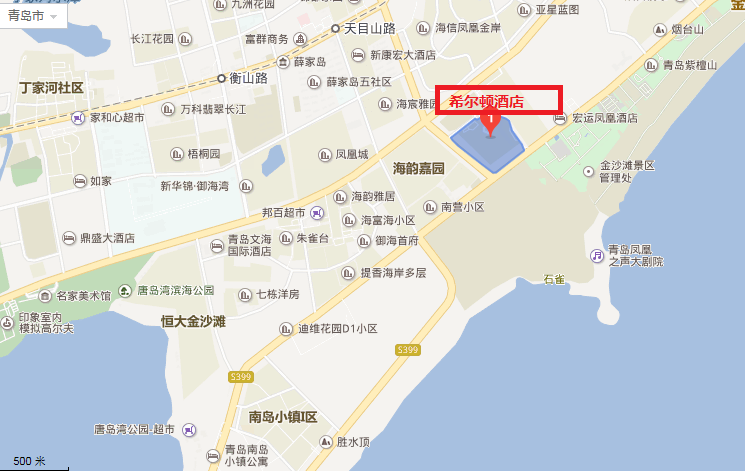 九洲花园
亚星蓝图
青岛市
天目山路
海信凤凰金岸
烟台山
长江花园
富群商务
新康宏大酒店
薛家岛
青岛紫檀山
衡山路
薛家岛五社区
丁家河社区
希尔顿酒店
1
海宸雅园
万科翡翠长江
家和心超市
宏运凤凰酒店
梧桐园
凤凰城
海韵嘉园
金沙滩景区
管理处
如家
新华锦·御海湾
海韵雅居
邦百超市
南营小区
海富海小区
鼎盛大酒店
青岛文海
国际酒店
朱雀台
御海首府
青岛凤凰
之声大剧院
提香海岸多层
石雀
名家美术馆
唐岛湾滨海公园
七栋洋房
印象室内
模拟高尔夫
恒大金沙滩
迪维花园D1小区
S399
S399
南岛小镇I区
唐岛湾公园-超市
胜水顶
青岛南岛
小镇公寓
500 米